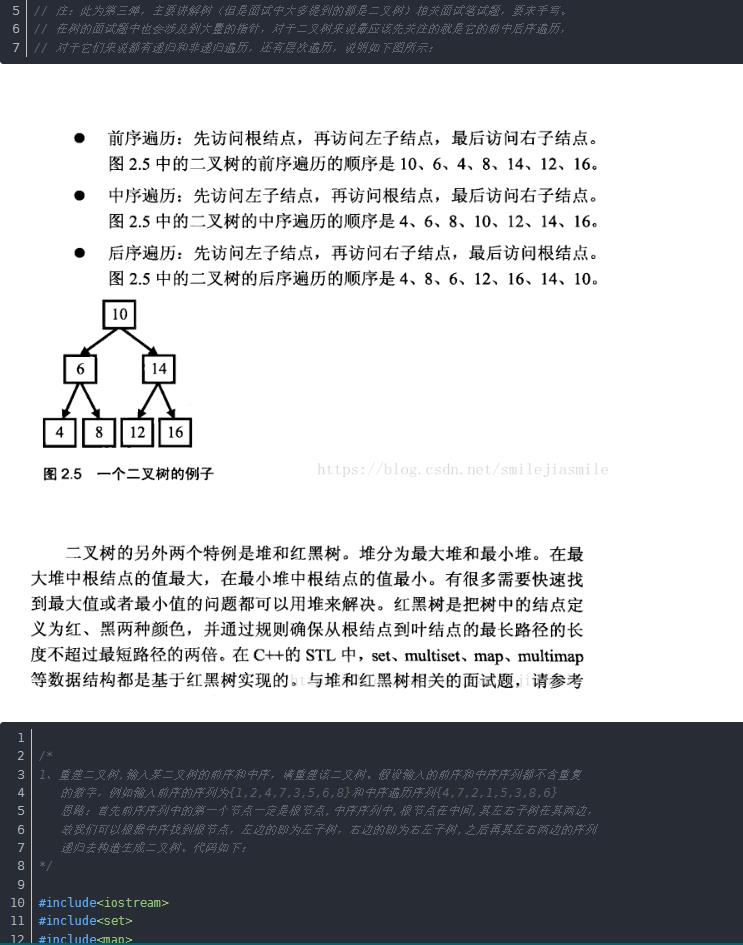 5 // 注：此为第三弹，主要讲解树（但是面试中大多提到的都是二叉树）相关面试笔试题，要求手写。
6 // 在树的面试题中也会涉及到大量的指针，对于二叉树来说最应该先关注的就是它的前中后序遍历，
7 // 对于它们来说都有递归和非递归遍历，还有层次遍历，说明如下图所示：
● 前序遍历：先访问根结点，再访问左子结点，最后访问右子结点。
图 2.5 中的二叉树的前序遍历的顺序是 10、6、4、8、14、12、16。
● 中序遍历：先访问左子结点，再访问根结点，最后访问右子结点。
图 2.5 中的二叉树的中序遍历的顺序是 4、6、8、10、12、14、16。
● 后序遍历：先访问左子结点，再访问右子结点，最后访问根结点。
图 2.5 中的二叉树的后序遍历的顺序是 4、8、6、12、16、14、10。
10
6 14
4 8 12 16
图 2.5 一个二叉树的例子
https://blog.csdn.net/smilejiasmile
二叉树的另外两个特例是堆和红黑树。堆分为最大堆和最小堆。在最
大堆中根结点的值最大，在最小堆中根结点的值最小。有很多需要快速找
到最大值或者最小值的问题都可以用堆来解决。红黑树是把树中的结点定
义为红、黑两种颜色，并通过规则确保从根结点到叶结点的最长路径的长
度不超过最短路径的两倍。在 C++的 STL 中，set、multiset、map、multimap
等数据结构都是基于红黑树实现的。与堆和红黑树相关的面试题，请参考
1
2 /*
3 1、重建二叉树,输入某二叉树的前序和中序，请重建该二叉树。假设输入的前序和中序序列都不含重复
4 的数字，例如输入前序的序列为{1,2,4,7,3,5,6,8}和中序遍历序列{4,7,2,1,5,3,8,6}
5 思路：首先前序序列中的第一个节点一定是根节点,中序序列中，根节点在中间,其左右子树在其两边，
6 故我们可以根据中序找到根节点，左边的即为左子树，右边的即为右左子树,之后再其左右两边的序列
7 递归去构造生成二叉树。代码如下：
8 */
9
10 #include<iostream>
11 #include<set>
12 #include<map>